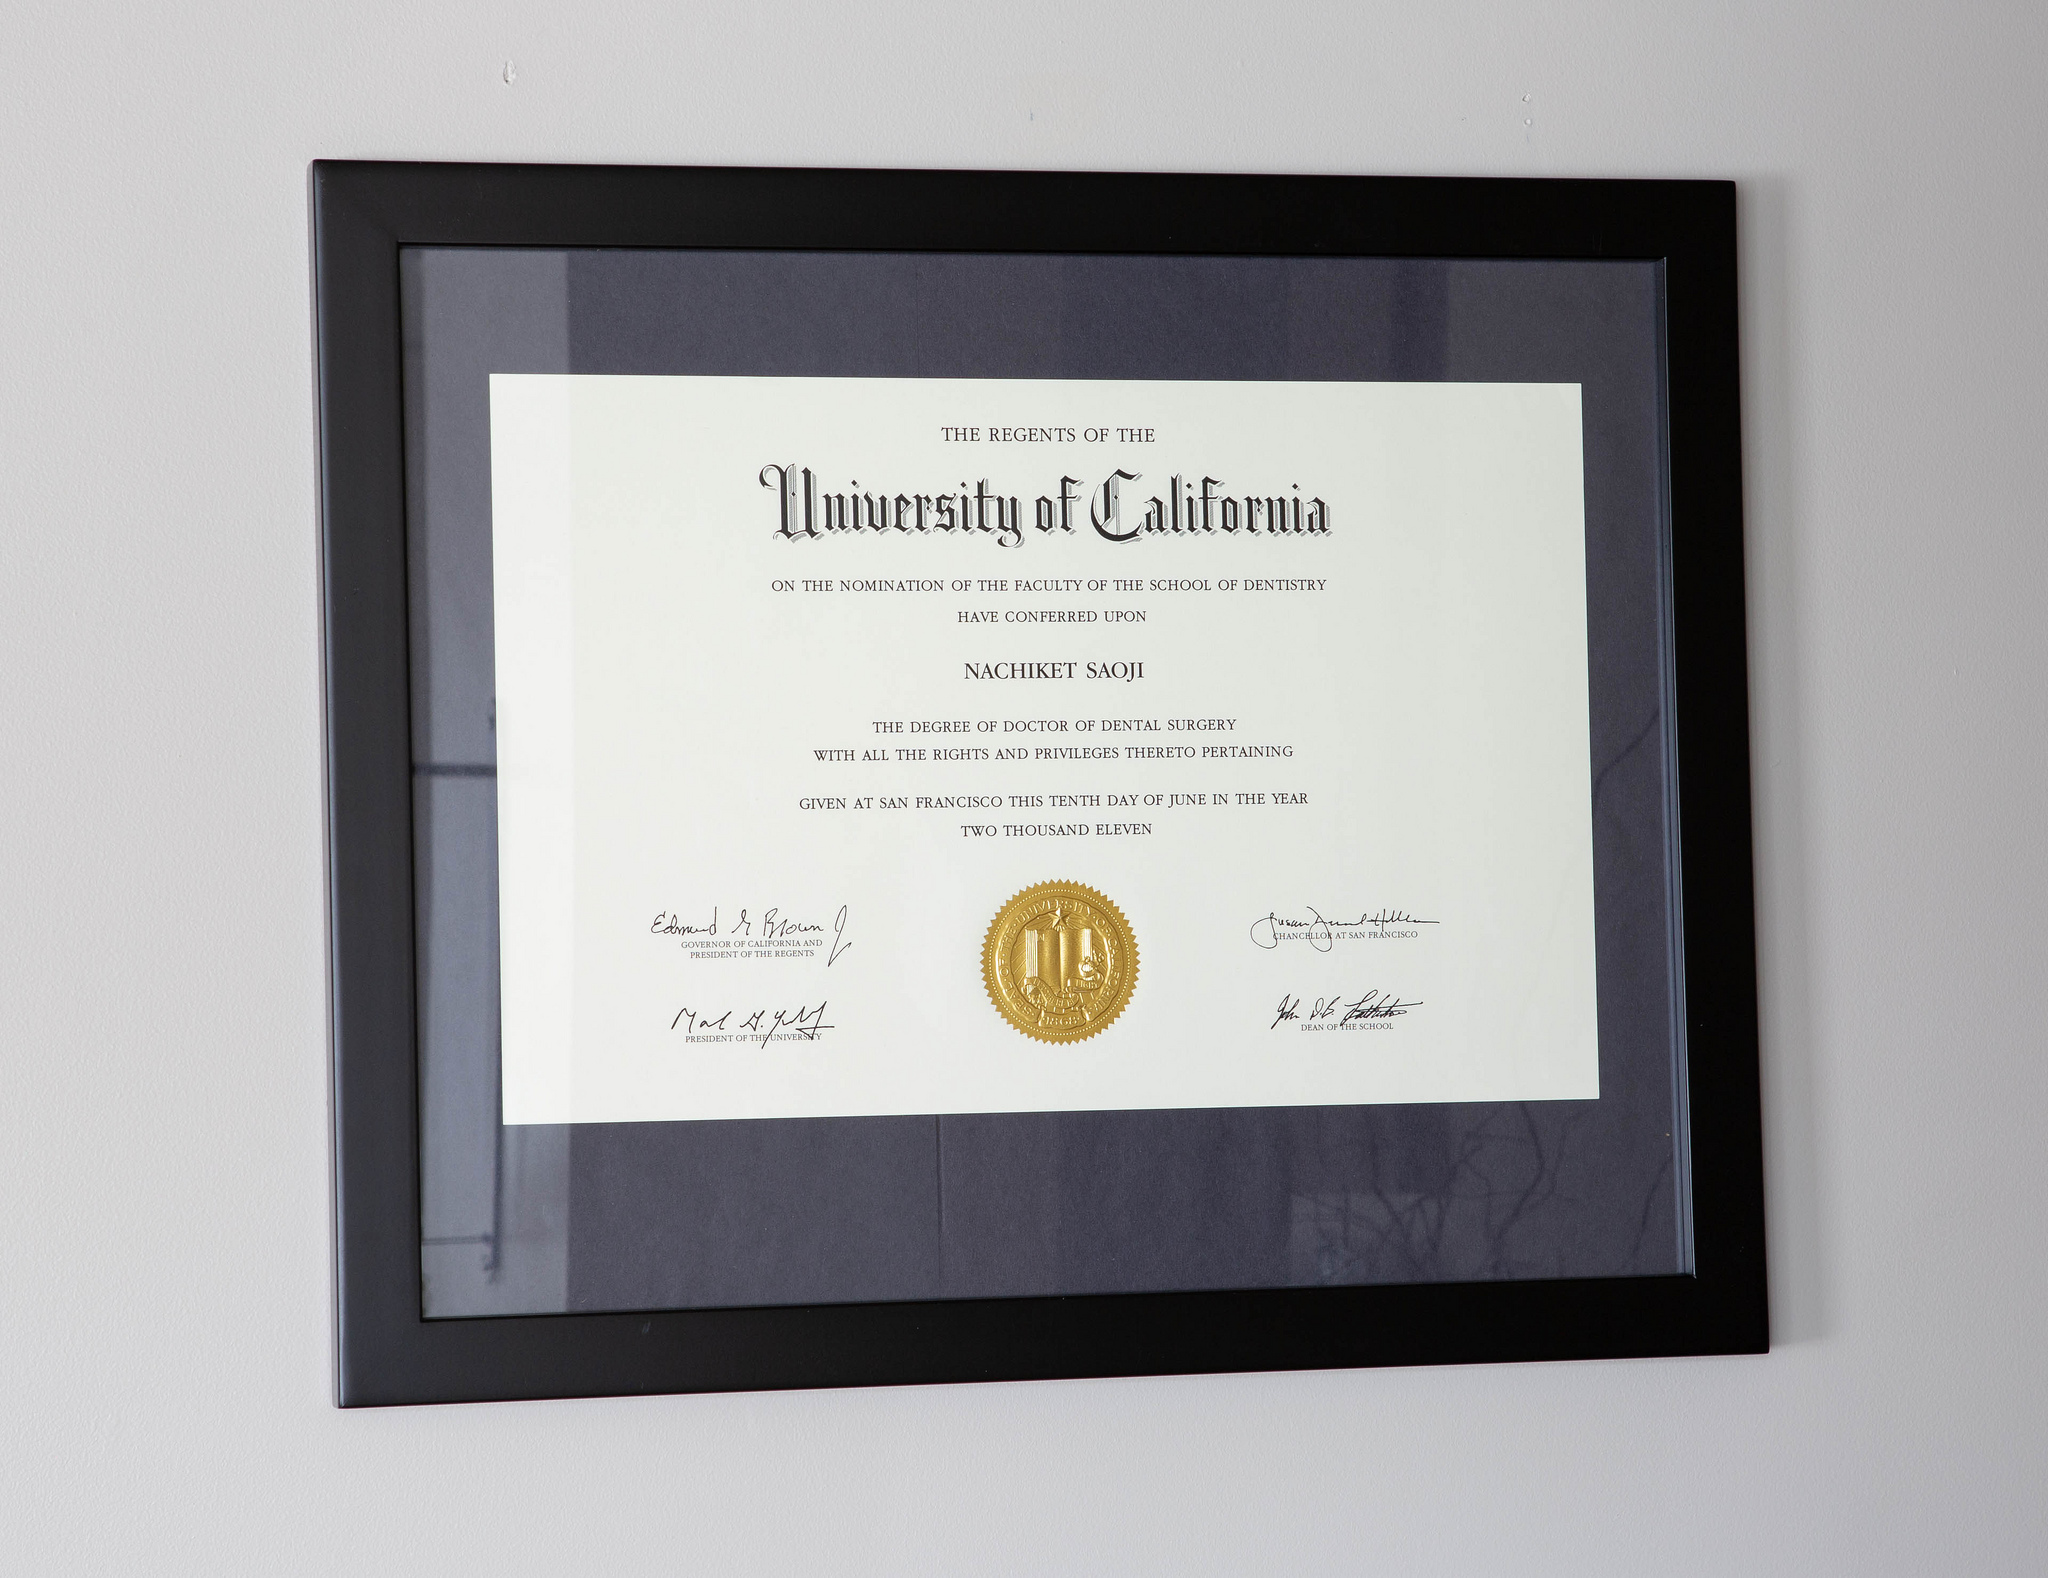 THE REGENTS OF THE
University of California
ON THE NOMINATION OF THE FACULTY OF THE SCHOOL OF DENTISTRY
HAVE CONFERRED UPON
NACHIKET SAOJI
THE DEGREE OF DOCTOR OF DENTAL SURGERY
WITH ALL THE RIGHTS AND PRIVILEGES THERETO PERTAINING
GIVEN AT SAN FRANCISCO THIS TENTH DAY OF JUNE IN THE YEAR
TWO THOUSAND ELEVEN
Edmund G Brown Jr
GOVERNOR OF CALIFORNIA AND
PRESIDENT OF THE REGENTS
Mark G.
PRESIDENT OF THE UNIVERSITY
1868
Susan
CHANCELLOR AT SAN FRANCISCO
John D.B.
DEAN OF THE SCHOOL